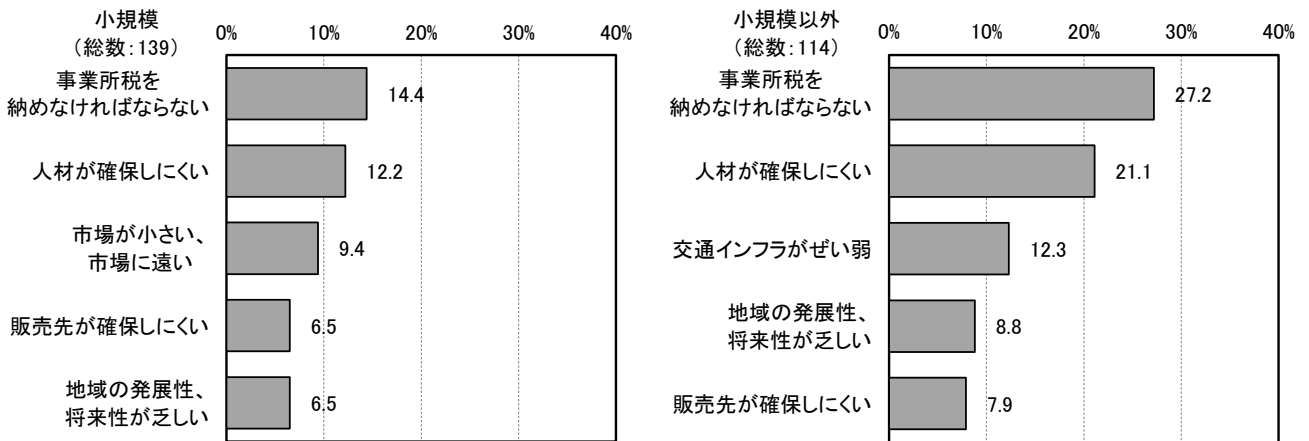 小規模
（総数：139）
0%
10%
20%
30%
40%
事業所税を
納めなければならない
14.4
人材が確保しにくい
12.2
市場が小さい、
市場に遠い
9.4
販売先が確保しにくい
6.5
地域の発展性、
将来性が乏しい
6.5
小規模以外
（総数：114）
0%
10%
20%
30%
40%
事業所税を
納めなければならない
27.2
人材が確保しにくい
21.1
交通インフラがぜい弱
12.3
地域の発展性、
将来性が乏しい
8.8
販売先が確保しにくい
7.9